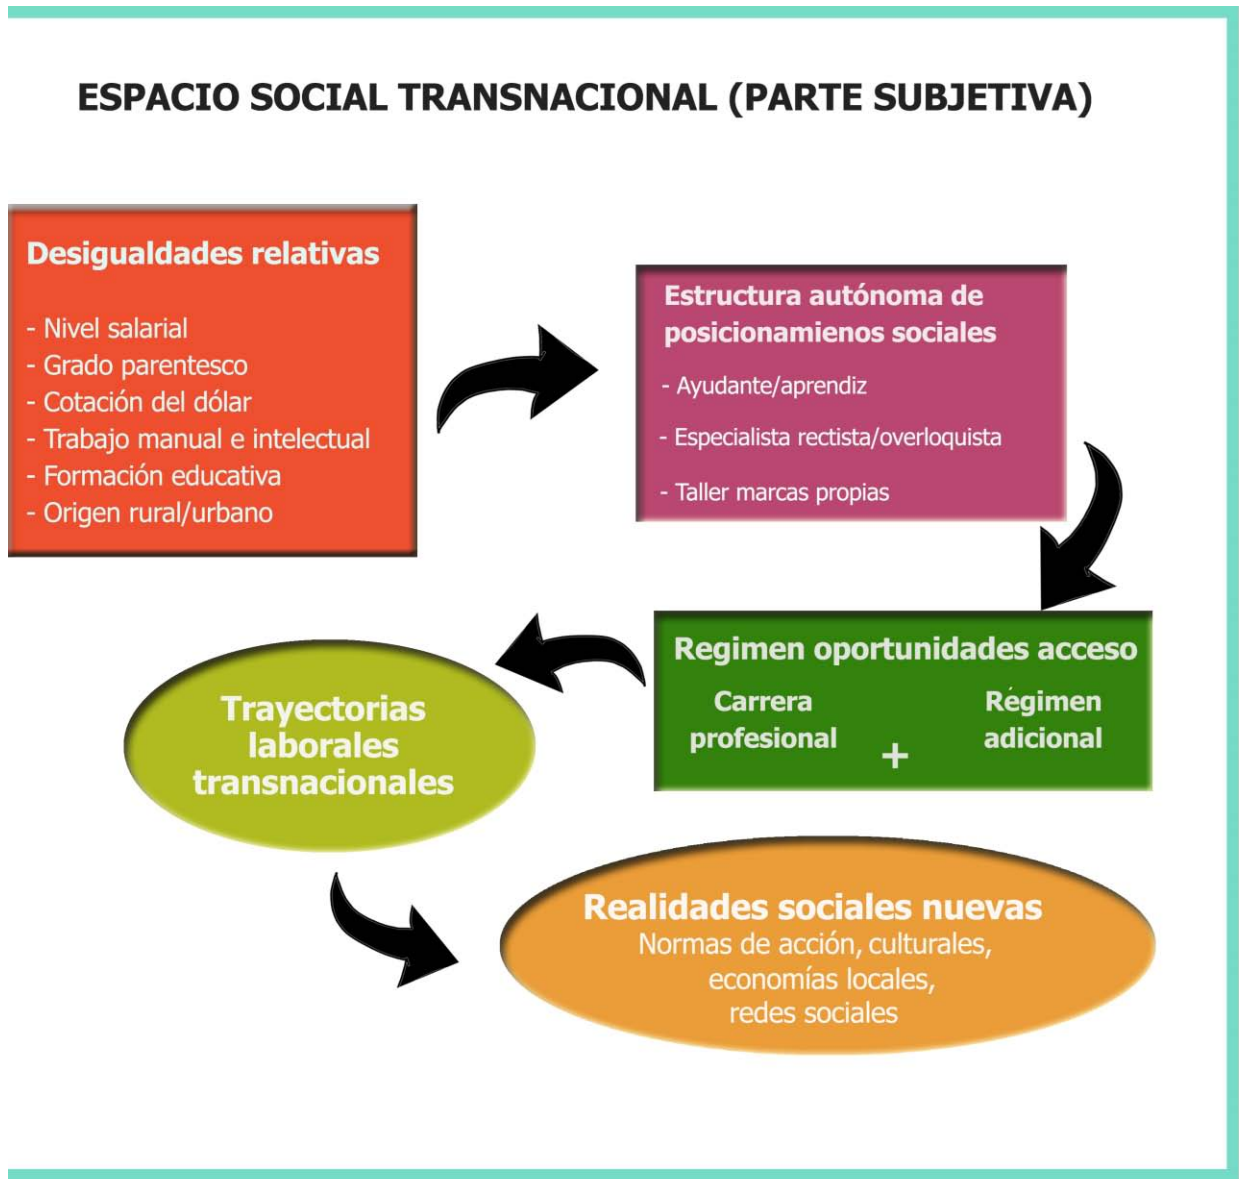 ESPACIO SOCIAL TRANSNACIONAL (PARTE SUBJETIVA)
Desigualdades relativas
- Nivel salarial
- Grado parentesco
- Cotación del dólar
- Trabajo manual e intelectual
- Formación educativa
- Origen rural/urbano
Estructura autónoma de
posicionamienos sociales
- Ayudante/aprendiz
- Especialista rectista/overloquista
- Taller marcas propias
Regimen oportunidades acceso
Carrera
profesional
+
Régimen
adicional
Trayectorias
laborales
transnacionales
Realidades sociales nuevas
Normas de acción, culturales,
economías locales,
redes sociales